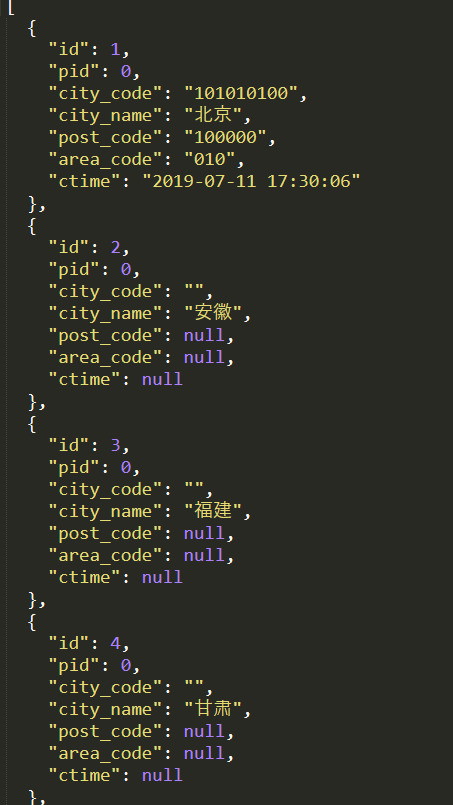 [
  {
    "id": 1,
    "pid": 0,
    "city_code": "101010100",
    "city_name": "北京",
    "post_code": "100000",
    "area_code": "010",
    "ctime": "2019-07-11 17:30:06"
  },
  {
    "id": 2,
    "pid": 0,
    "city_code": "",
    "city_name": "安徽",
    "post_code": null,
    "area_code": null,
    "ctime": null
  },
  {
    "id": 3,
    "pid": 0,
    "city_code": "",
    "city_name": "福建",
    "post_code": null,
    "area_code": null,
    "ctime": null
  },
  {
    "id": 4,
    "pid": 0,
    "city_code": "",
    "city_name": "甘肃",
    "post_code": null,
    "area_code": null,
    "ctime": null
  },